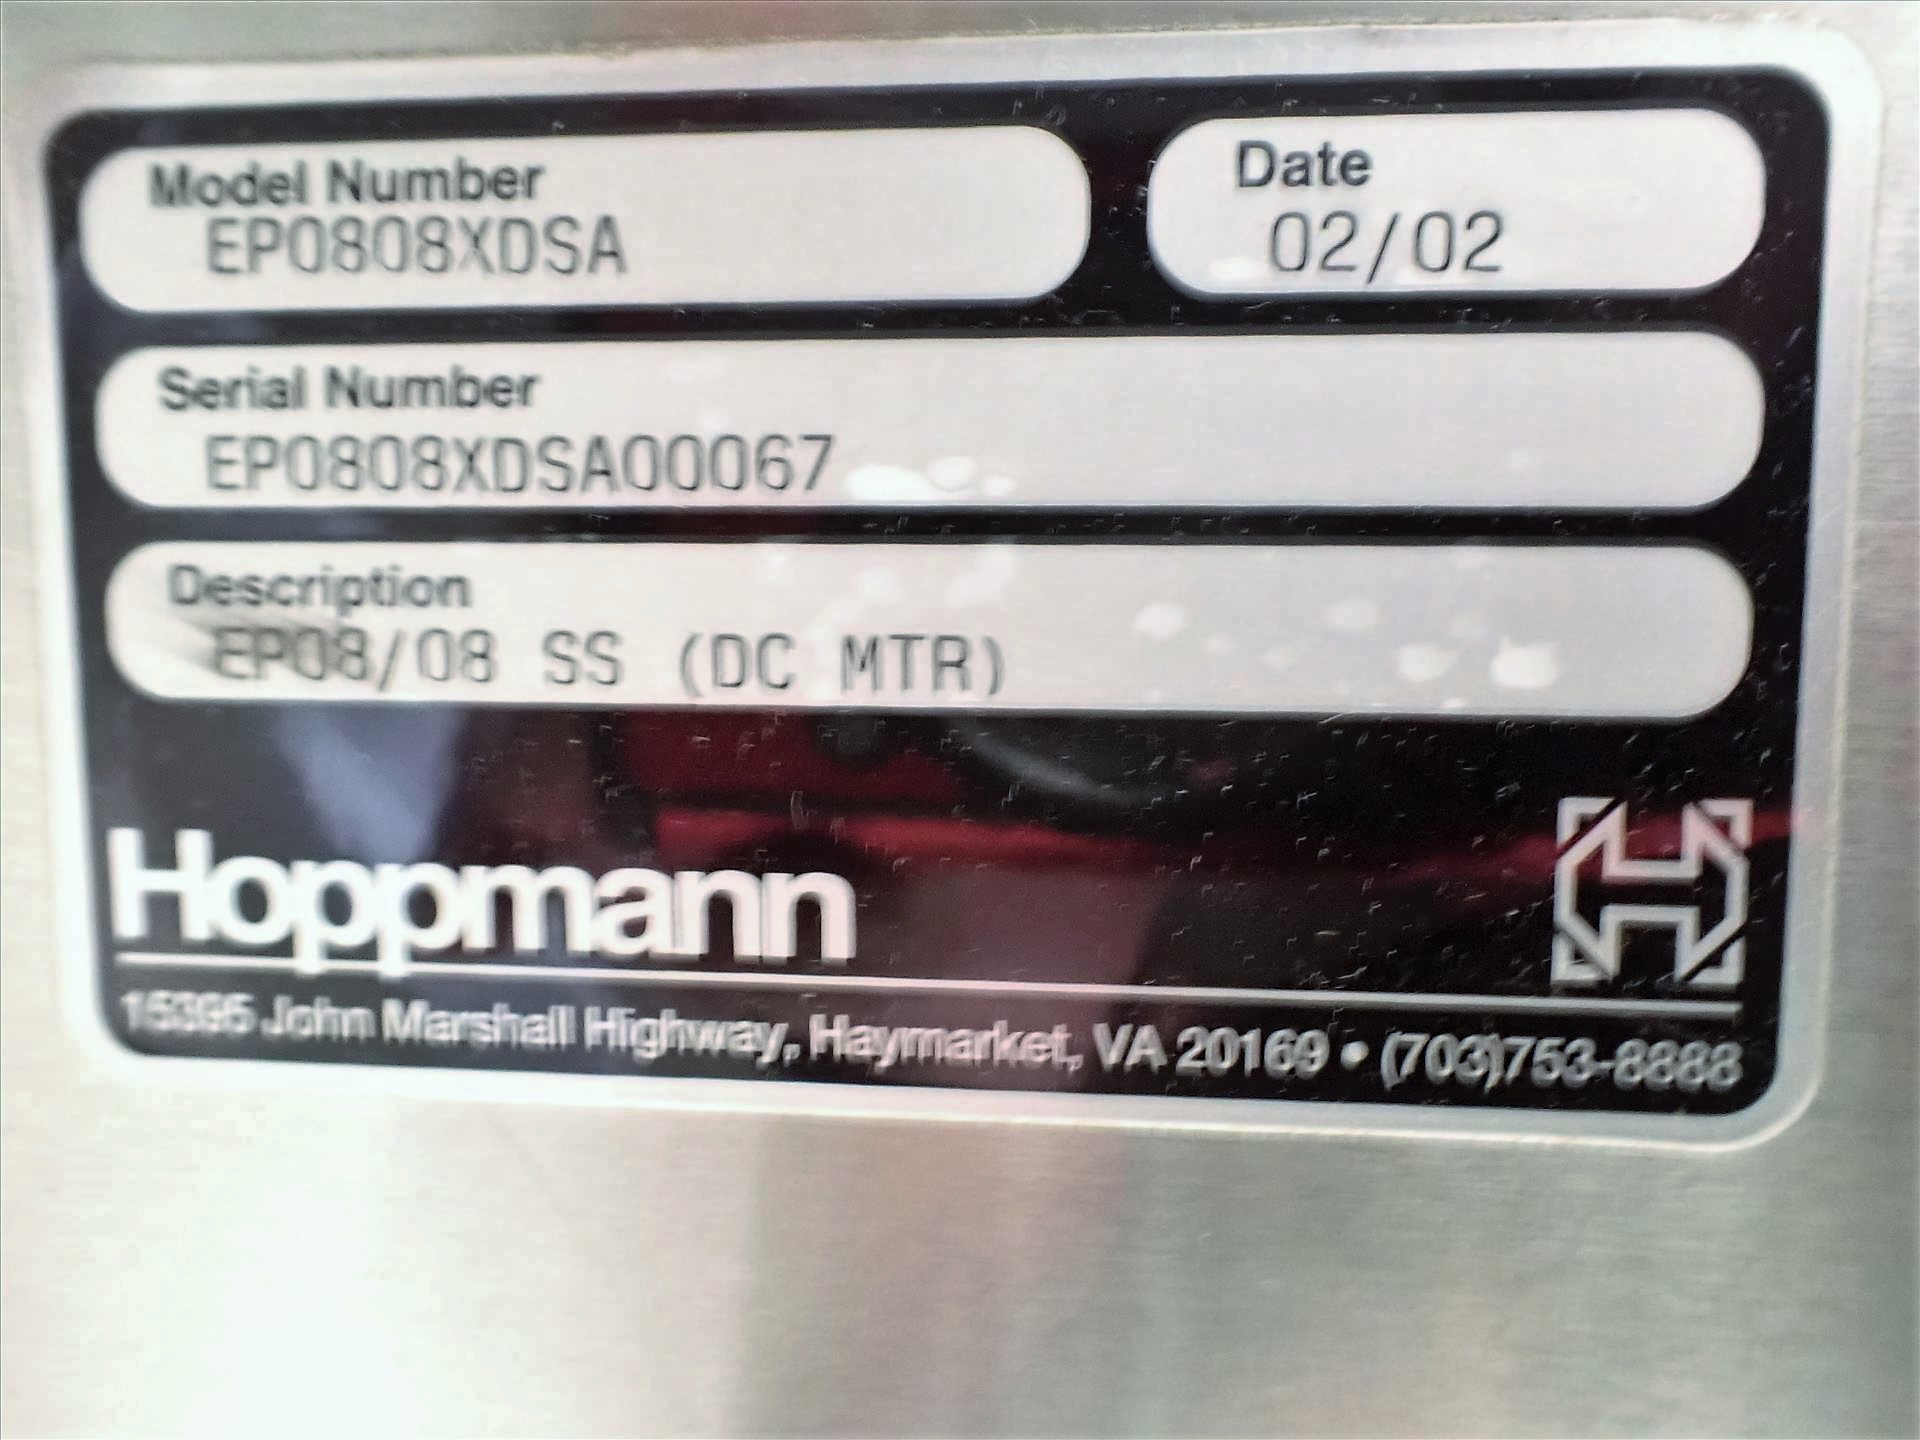 Model Number
EP0808XDSA
Date
02/02
Serial Number
EP0808XDSA00067
Description
EP08/08 SS (DC MTR)
Hoppmann
15395 John Marshall Highway, Haymarket, VA 20169 • (703)753-8888